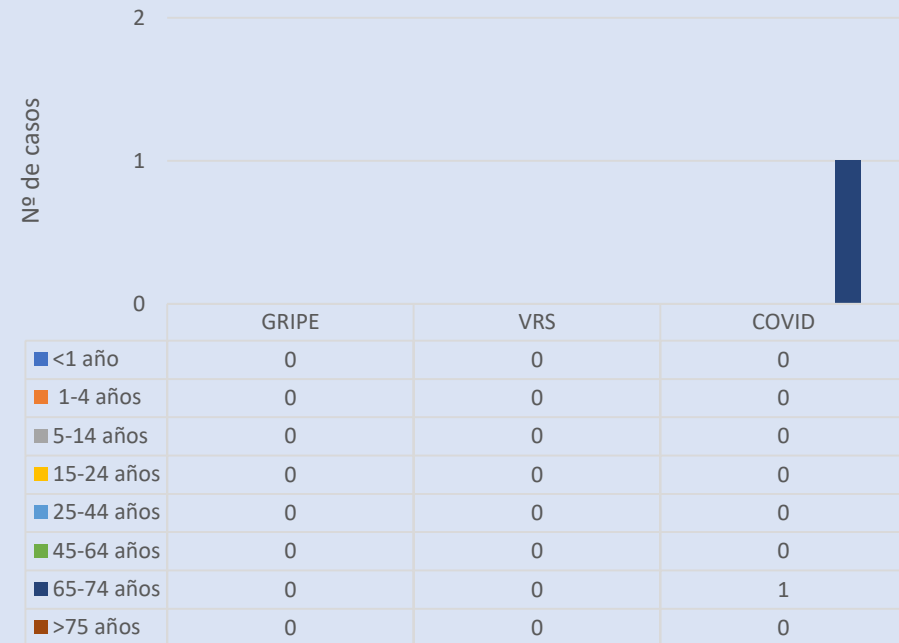 2
1
0
Nº de casos
GRIPE VRS COVID
<1 año 0 0 0
1-4 años 0 0 0
5-14 años 0 0 0
15-24 años 0 0 0
25-44 años 0 0 0
45-64 años 0 0 0
65-74 años 0 0 1
>75 años 0 0 0